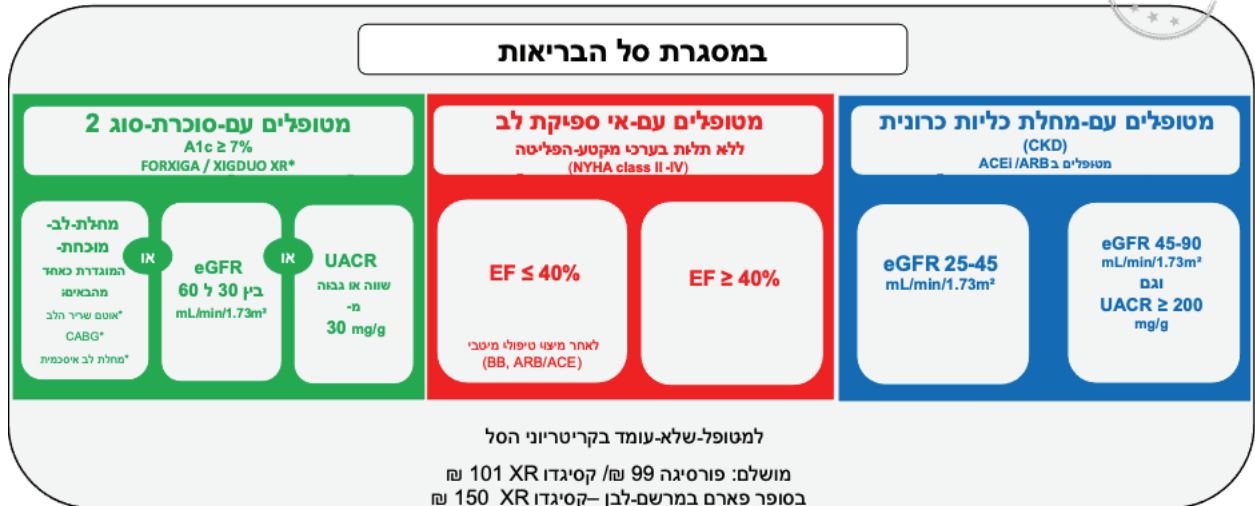 במסגרת סל הבריאות
מטופלים עם-מחלת כליות כרונית
(CKD)
מטופלים ב ACEi /ARB
eGFR 45-90
mL/min/1.73m²
וגם
UACR ≥ 200
mg/g
eGFR 25-45
mL/min/1.73m²
מטופלים עם-אי ספיקת לב
ללא תלות בערכי מקטע-הפליטה
(NYHA class II -IV)
EF ≥ 40%
EF ≤ 40%
לאחר מיצוי טיפולי מיטבי
(BB, ARB/ACE)
מטופלים עם-סוכרת-סוג 2
A1c ≥ 7%
FORXIGA / XIGDUO XR*
UACR
שווה או גבוה
מ-
30 mg/g
או
eGFR
בין 30 ל 60
mL/min/1.73m²
או
מחלת-לב-
מוכחת-
המוגדרת כאחד
מהבאים:
*אוטם שריר הלב
*CABG
*מחלת לב איסכמית
למטופל-שלא-עומד בקריטריוני הסל
מושלם: פורסיגה 99 ₪/ קסיגדו XR 101 ₪
בסופר פארם במרשם-לבן –קסיגדו XR 150 ₪